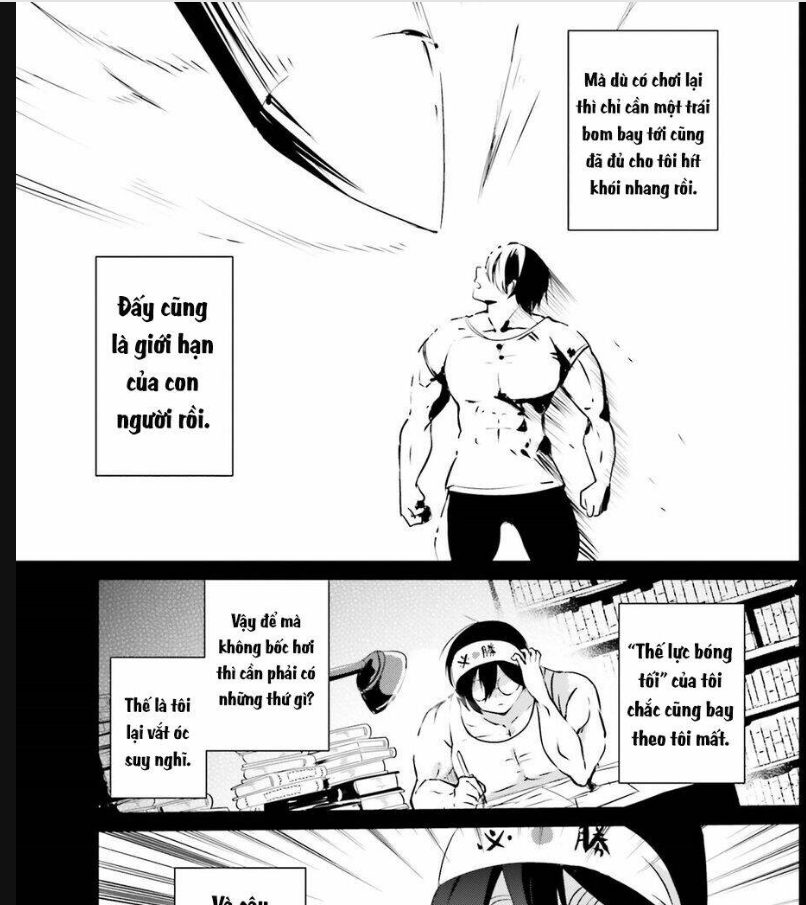 Mà dù có chơi lại
thì chỉ cần một trái
bom bay tới cũng
đã đủ cho tôi hít
khói nhang rồi.
Đấy cũng
là giới hạn
của con
người rồi.
"Thế lực bóng
tối" của tôi
chắc cũng bay
theo tôi mất.
必勝
Vậy để mà
không bốc hơi
thì cần phải có
những thứ gì?
Thế là tôi
lại vắt óc
suy nghĩ.
必勝